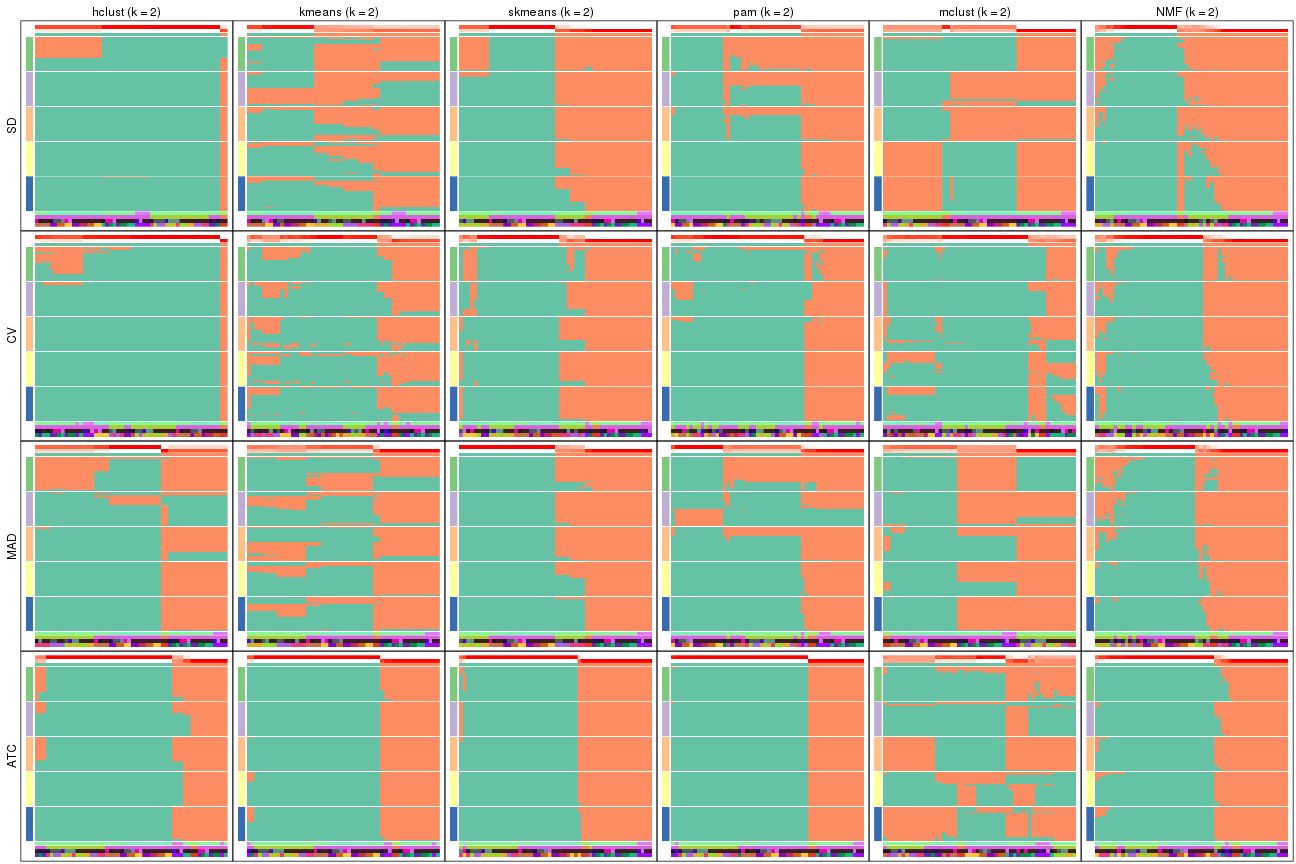 hclust (k = 2)
kmeans (k = 2)
skmeans (k = 2)
pam (k = 2)
mclust (k = 2)
NMF (k = 2)
SD
CV
MAD
ATC